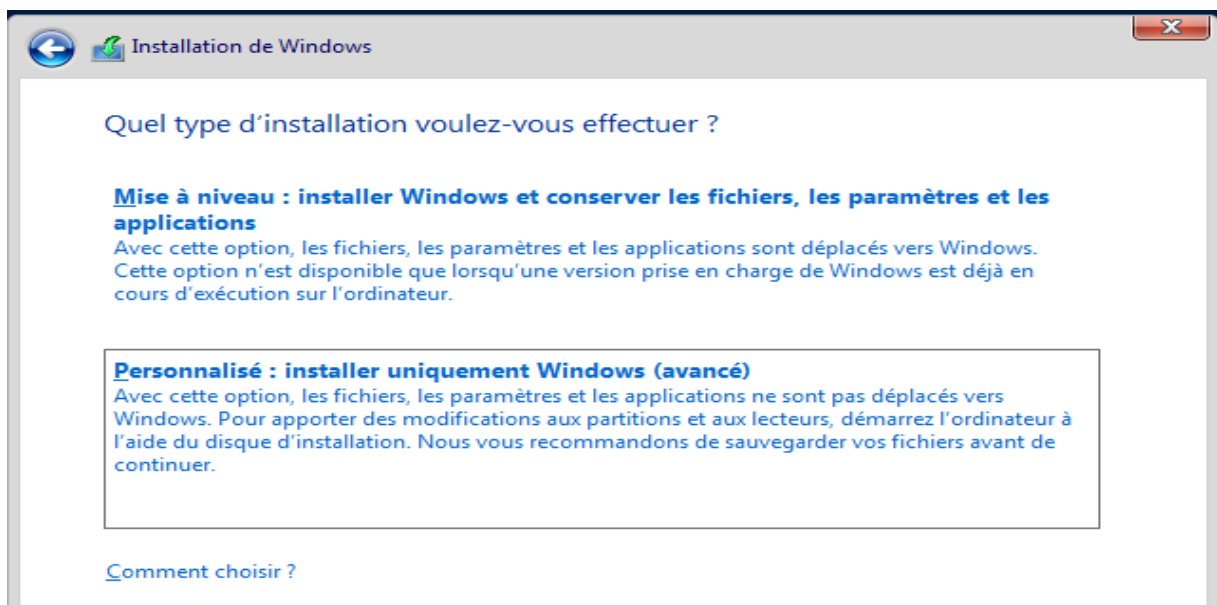 Installation de Windows
Quel type d’installation voulez-vous effectuer ?
Mise à niveau : installer Windows et conserver les fichiers, les paramètres et les
applications
Avec cette option, les fichiers, les paramètres et les applications sont déplacés vers Windows.
Cette option n’est disponible que lorsqu’une version prise en charge de Windows est déjà en
cours d’exécution sur l’ordinateur.
Personnalisé : installer uniquement Windows (avancé)
Avec cette option, les fichiers, les paramètres et les applications ne sont pas déplacés vers
Windows. Pour apporter des modifications aux partitions et aux lecteurs, démarrez l’ordinateur à
l’aide du disque d’installation. Nous vous recommandons de sauvegarder vos fichiers avant de
continuer.
Comment choisir ?